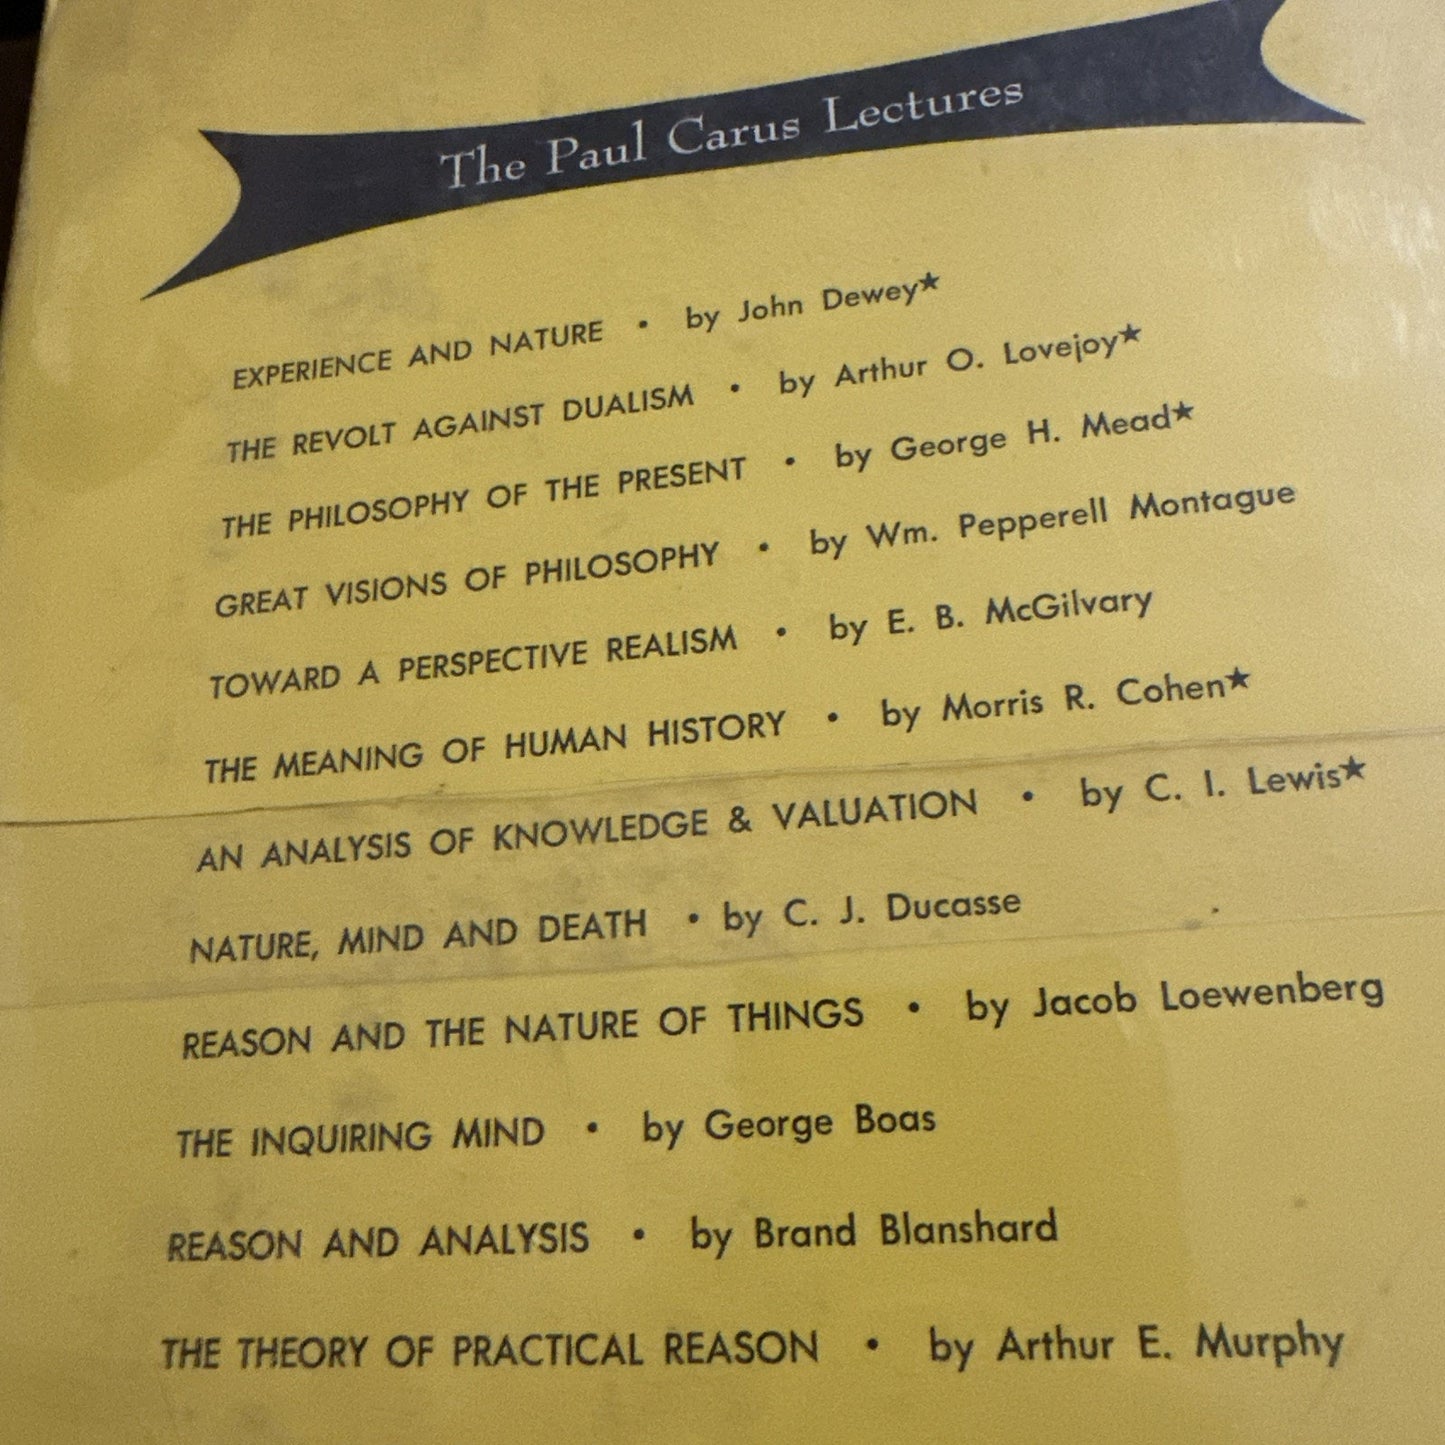 The Paul Carus Lectures
EXPERIENCE AND NATURE • by John Dewey★
THE REVOLT AGAINST DUALISM • by Arthur O. Lovejoy★
THE PHILOSOPHY OF THE PRESENT • by George H. Mead★
GREAT VISIONS OF PHILOSOPHY • by Wm. Pepperell Montague
TOWARD A PERSPECTIVE REALISM • by E. B. McGilvary
THE MEANING OF HUMAN HISTORY • by Morris R. Cohen★
AN ANALYSIS OF KNOWLEDGE & VALUATION • by C. I. Lewis★
NATURE, MIND AND DEATH • by C. J. Ducasse
REASON AND THE NATURE OF THINGS • by Jacob Loewenberg
THE INQUIRING MIND • by George Boas
REASON AND ANALYSIS • by Brand Blanshard
THE THEORY OF PRACTICAL REASON • by Arthur E. Murphy